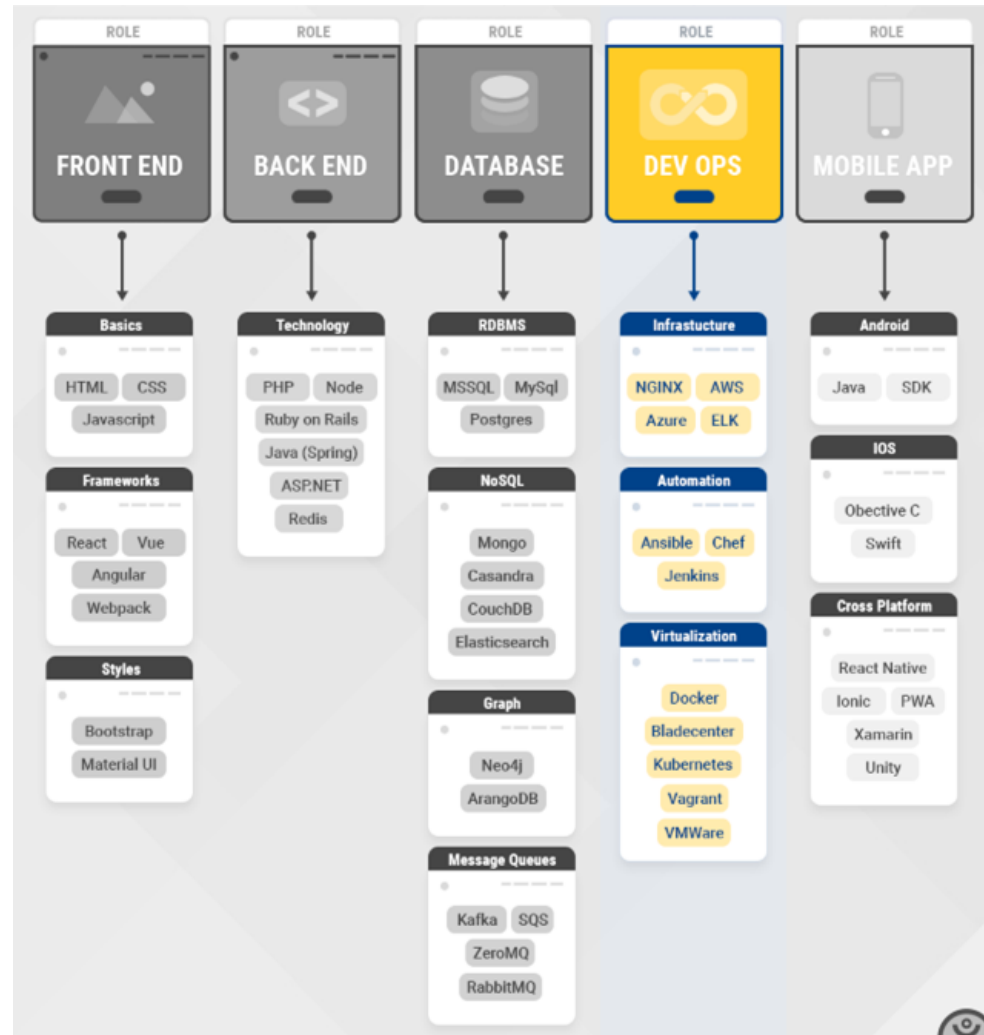 ROLE
FRONT END
Basics
HTML CSS
Javascript
Frameworks
React Vue
Angular
Webpack
Styles
Bootstrap
Material UI
ROLE
BACK END
Technology
PHP Node
Ruby on Rails
Java (Spring)
ASP.NET
Redis
ROLE
DATABASE
RDBMS
MSSQL MySql
Postgres
NoSQL
Mongo
Casandra
CouchDB
Elasticsearch
Graph
Neo4j
ArangoDB
Message Queues
Kafka SQS
ZeroMQ
RabbitMQ
ROLE
DEV OPS
Infrastucture
NGINX AWS
Azure ELK
Automation
Ansible Chef
Jenkins
Virtualization
Docker
Bladecenter
Kubernetes
Vagrant
VMWare
ROLE
MOBILE APP
Android
Java SDK
IOS
Obective C
Swift
Cross Platform
React Native
Ionic PWA
Xamarin
Unity